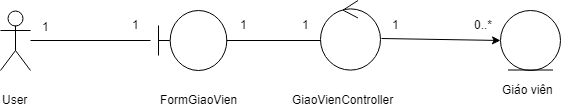 1 1 1 1 1 0..*
User FormGiaoVien GiaoVienController Giáo viên